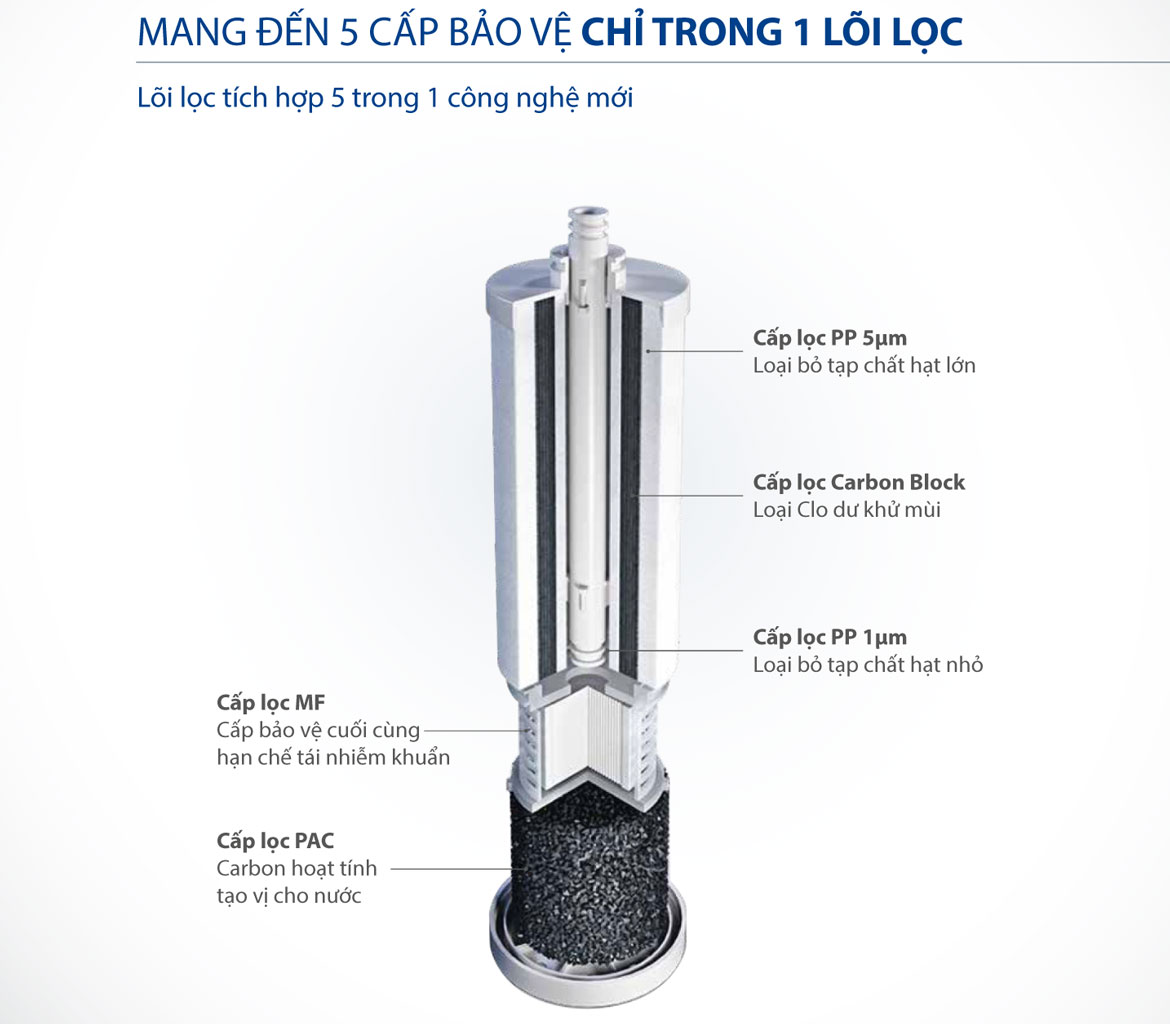 MANG ĐẾN 5 CẤP BẢO VỆ CHỈ TRONG 1 LÕI LỌC
Lõi lọc tích hợp 5 trong 1 công nghệ mới
Cấp lọc PP 5µm
Loại bỏ tạp chất hạt lớn
Cấp lọc Carbon Block
Loại Clo dư khử mùi
Cấp lọc PP 1µm
Loại bỏ tạp chất hạt nhỏ
Cấp lọc MF
Cấp bảo vệ cuối cùng
hạn chế tái nhiễm khuẩn
Cấp lọc PAC
Carbon hoạt tính
tạo vị cho nước